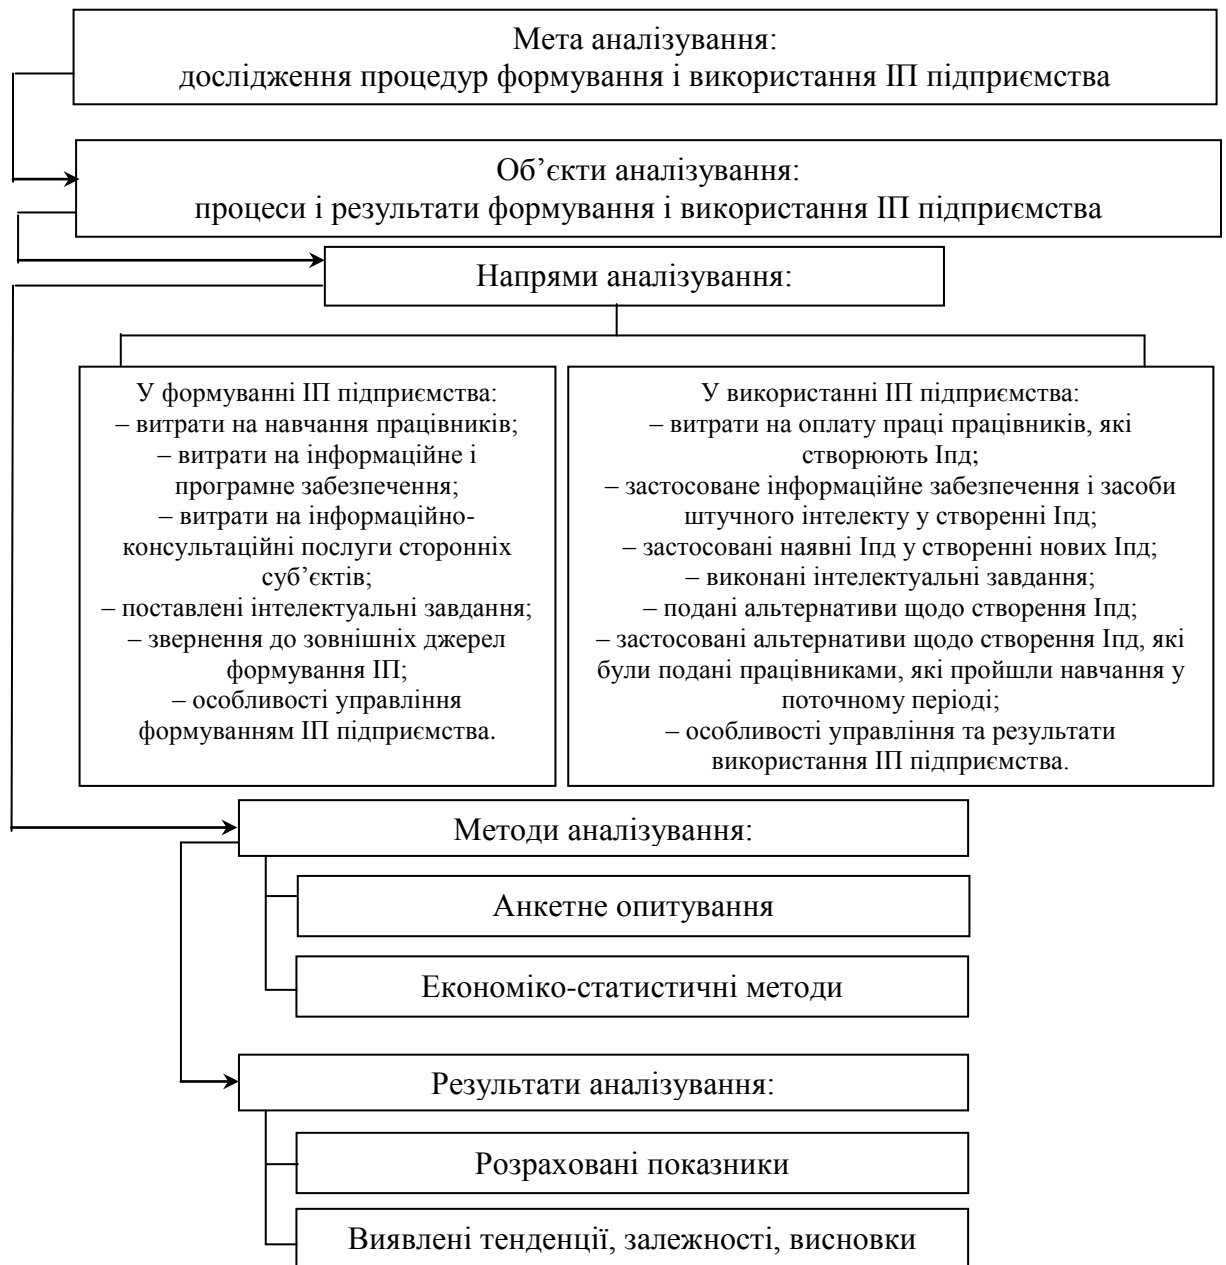 Мета аналізування:
дослідження процедур формування і використання ІП підприємства
Об’єкти аналізування:
процеси і результати формування і використання ІП підприємства
Напрями аналізування:
У формуванні ІП підприємства:
– витрати на навчання працівників;
– витрати на інформаційне і
програмне забезпечення;
– витрати на інформаційно-
консультаційні послуги сторонніх
суб’єктів;
– поставлені інтелектуальні завдання;
– звернення до зовнішніх джерел
формування ІП;
– особливості управління
формуванням ІП підприємства.
У використанні ІП підприємства:
– витрати на оплату праці працівників, які
створюють Іпд;
– застосоване інформаційне забезпечення і засоби
штучного інтелекту у створенні Іпд;
– застосовані наявні Іпд у створенні нових Іпд;
– виконані інтелектуальні завдання;
– подані альтернативи щодо створення Іпд;
– застосовані альтернативи щодо створення Іпд, які
були подані працівниками, які пройшли навчання у
поточному періоді;
– особливості управління та результати
використання ІП підприємства.
Методи аналізування:
Анкетне опитування
Економіко-статистичні методи
Результати аналізування:
Розраховані показники
Виявлені тенденції, залежності, висновки